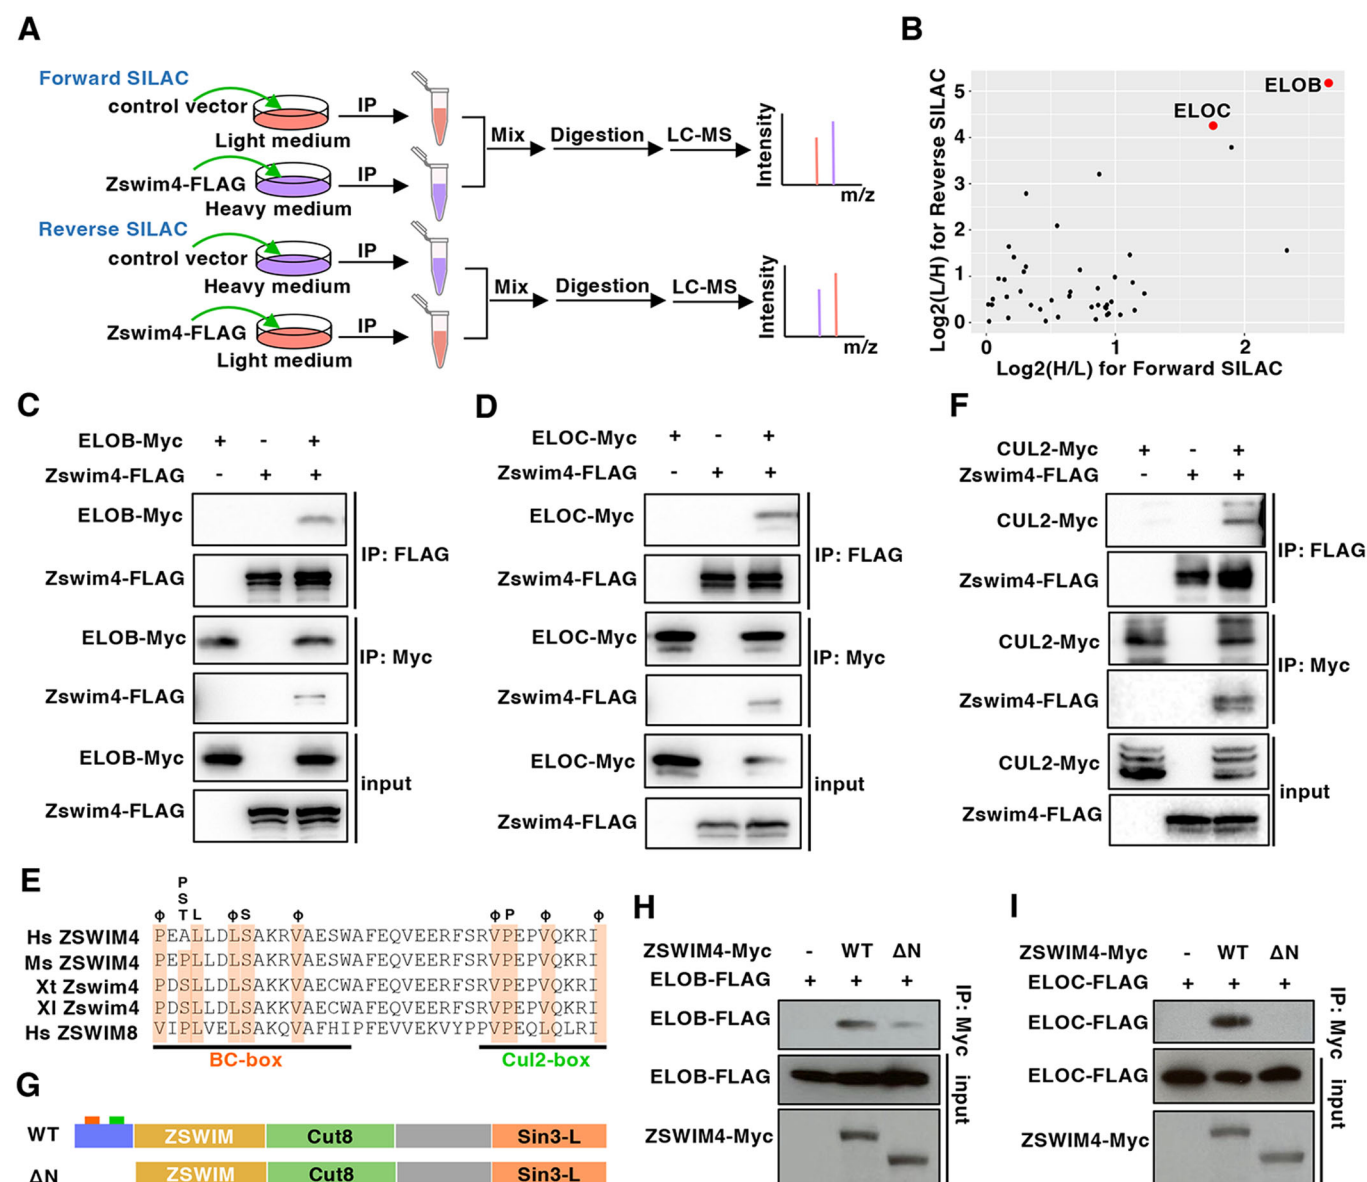 A
Forward SILAC
control vector
IP
Light medium
Zswim4-FLAG
IP
Heavy medium
Mix
Digestion
LC-MS
Intensity
m/z
Reverse SILAC
control vector
IP
Heavy medium
Zswim4-FLAG
IP
Light medium
Mix
Digestion
LC-MS
Intensity
m/z
B
Log2(L/H) for Reverse SILAC
5
4
3
2
1
0
ELOB
ELOC
0 1 2
Log2(H/L) for Forward SILAC
C
ELOB-Myc + - +
Zswim4-FLAG - + +
ELOB-Myc
Zswim4-FLAG
IP: FLAG
ELOB-Myc
Zswim4-FLAG
IP: Myc
ELOB-Myc
Zswim4-FLAG
input
D
ELOC-Myc + - +
Zswim4-FLAG - + +
ELOC-Myc
Zswim4-FLAG
IP: FLAG
ELOC-Myc
Zswim4-FLAG
IP: Myc
ELOC-Myc
Zswim4-FLAG
input
F
CUL2-Myc + - +
Zswim4-FLAG - + +
CUL2-Myc
Zswim4-FLAG
IP: FLAG
CUL2-Myc
Zswim4-FLAG
IP: Myc
CUL2-Myc
Zswim4-FLAG
input
E
P
S
Φ T L Φ S Φ Φ P Φ Φ
Hs ZSWIM4 PEALLDLSAKRVAESWAFEQVEERFSRVPEPVQKRI
Ms ZSWIM4 PEPLLDLSAKRVAESWAFEQVEERFSRVPEPVQKRI
Xt Zswim4 PDSLLDLSAKRVAECWAFEQVEERFSRVPEPVQKRI
Xl Zswim4 PDSLLDLSAKRVAESWAFEQVEERFSRVPEPVQKRI
Hs ZSWIM8 VIPLVELSAKQVAFHIPFEVVEKVYPPVPEQLQLRI
BC-box Cul2-box
G
WT ZSWIM Cut8 Sin3-L
ΔN ZSWIM Cut8 Sin3-L
H
ZSWIM4-Myc - WT ΔN
ELOB-FLAG + + +
ELOB-FLAG
IP: Myc
ELOB-FLAG
ZSWIM4-Myc
input
I
ZSWIM4-Myc - WT ΔN
ELOC-FLAG + + +
ELOC-FLAG
IP: Myc
ELOC-FLAG
ZSWIM4-Myc
input